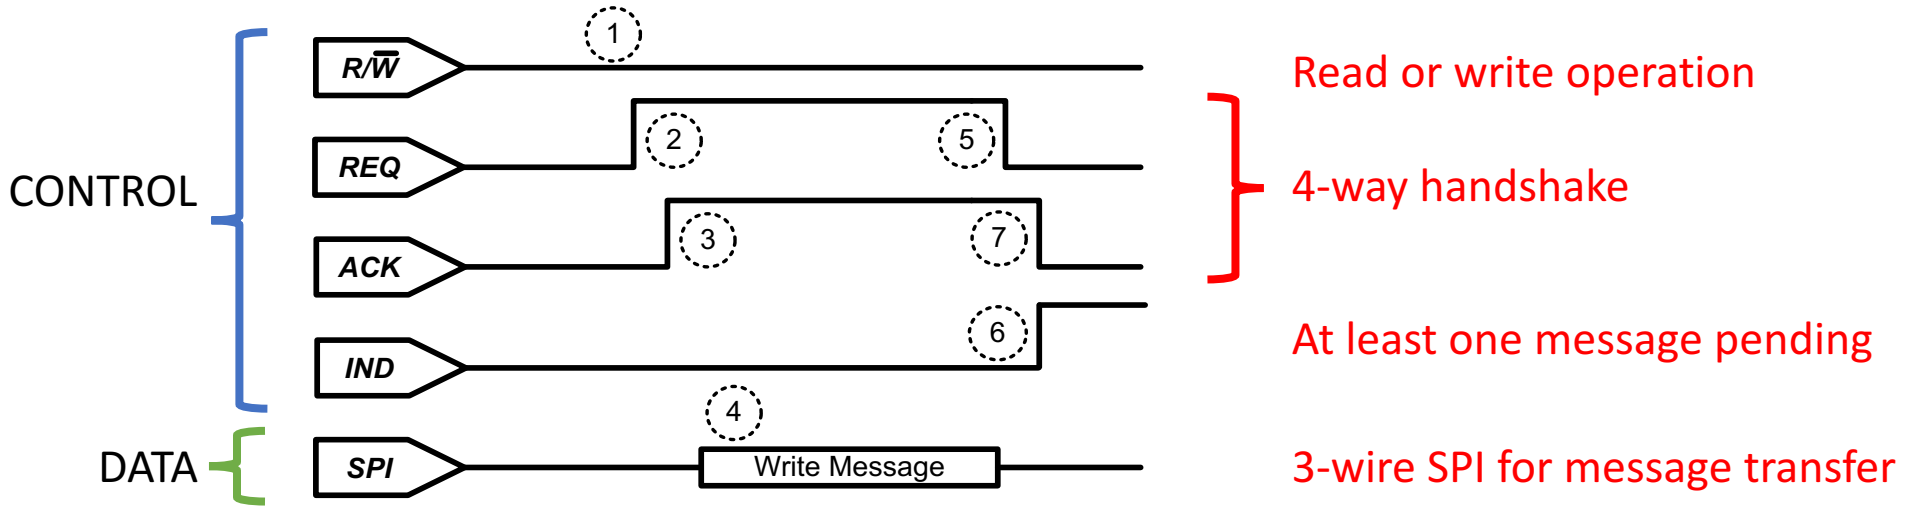 1
R/W̅
Read or write operation
2
5
REQ
CONTROL
4-way handshake
3
7
ACK
6
At least one message pending
IND
4
DATA
SPI
Write Message
3-wire SPI for message transfer